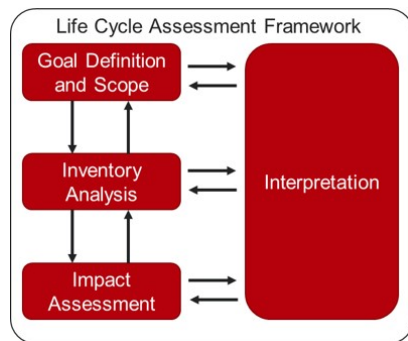 Life Cycle Assessment Framework
Goal Definition
and Scope
Inventory
Analysis
Interpretation
Impact
Assessment